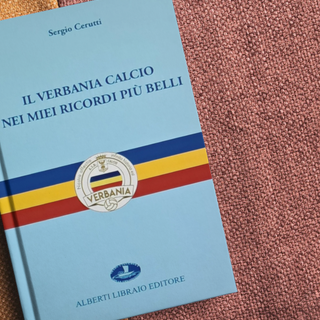 Sergio Cerutti
IL VERBANIA CALCIO
NEI MIEI RICORDI PIÙ BELLI
VERBANIA
ALBERTI LIBRAIO EDITORE